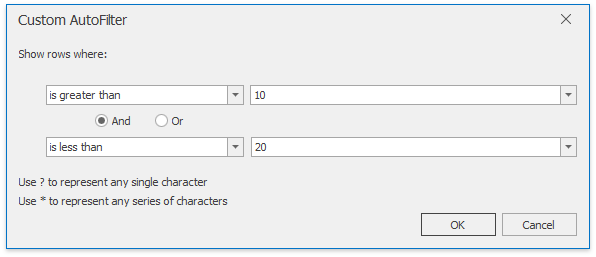 Custom AutoFilter
Show rows where:
is greater than 10
And Or
is less than 20
Use ? to represent any single character
Use * to represent any series of characters
OK Cancel